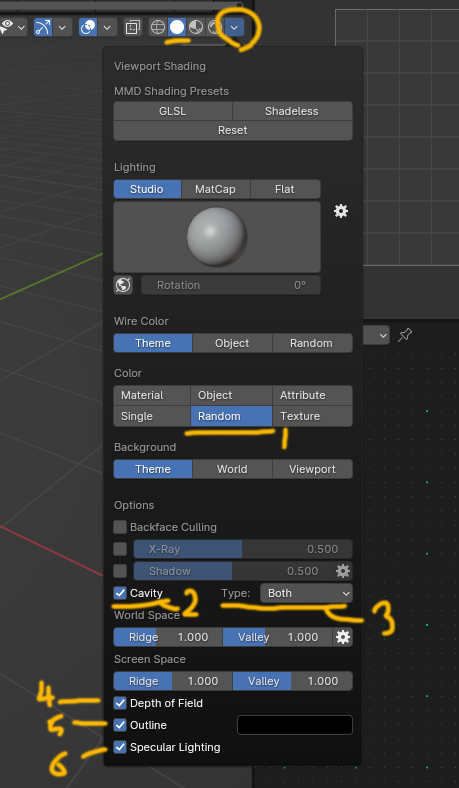 Viewport Shading
MMD Shading Presets
GLSL Shadeless
Reset
Lighting
Studio MatCap Flat
Rotation 0°
Wire Color
Theme Object Random
Color
Material Object Attribute
Single Random Texture
1
Background
Theme World Viewport
Options
Backface Culling
X-Ray 0.500
Shadow 0.500
Cavity Type: Both
2 3
World Space
Ridge 1.000 Valley 1.000
Screen Space
Ridge 1.000 Valley 1.000
4 Depth of Field
5 Outline
6 Specular Lighting